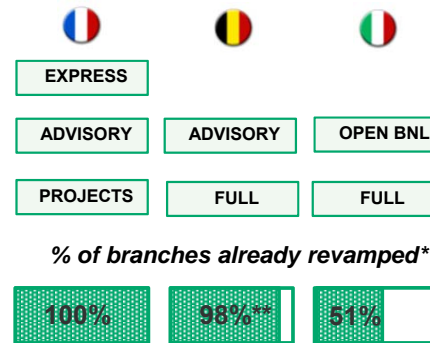 EXPRESS
ADVISORY ADVISORY OPEN BNL
PROJECTS FULL FULL
% of branches already revamped*
100% 98%** 51%